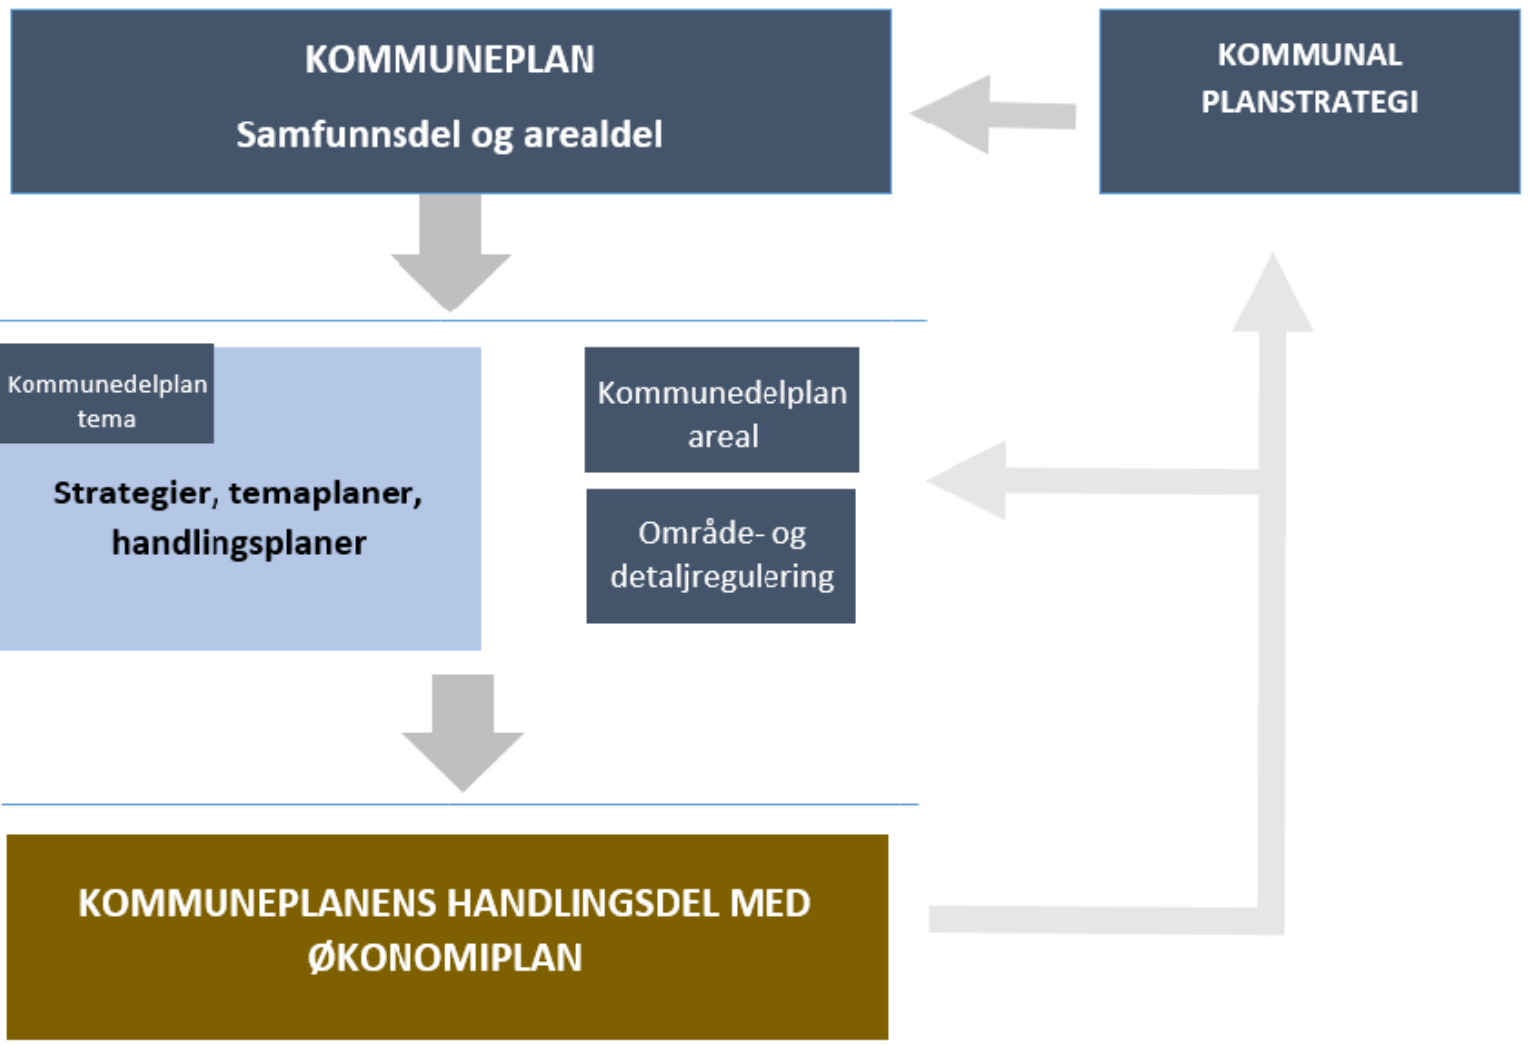 KOMMUNEPLAN
Samfunnsdel og arealdel
KOMMUNAL
PLANSTRATEGI
Kommunedelplan
tema
Strategier, temaplaner,
handlingsplaner
Kommunedelplan
areal
Område- og
detaljregulering
KOMMUNEPLANENS HANDLINGSDEL MED
ØKONOMIPLAN